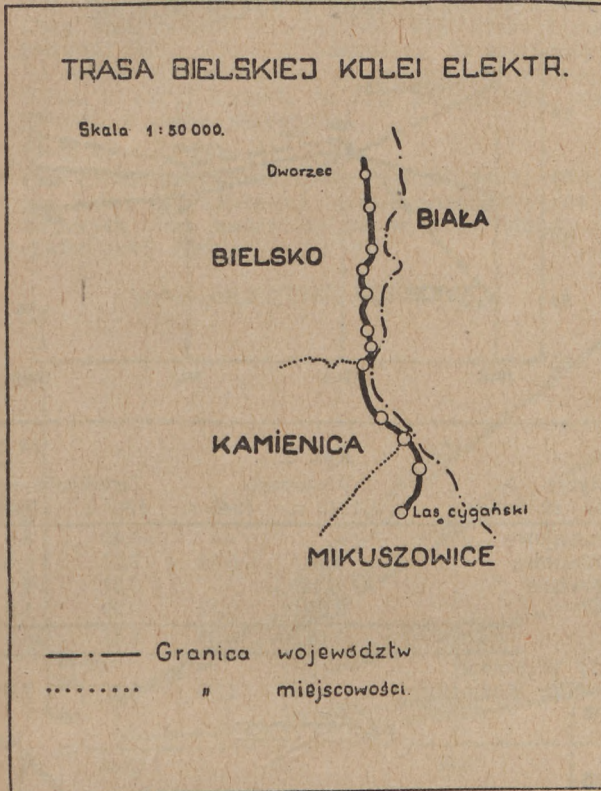 TRASA BIELSKIEJ KOLEI ELEKTR.
Skala 1:50 000.
Dworzec
BIAŁA
BIELSKO
KAMIENICA
Las cygański
MIKUSZOWICE
Granica województw
" miejscowości.